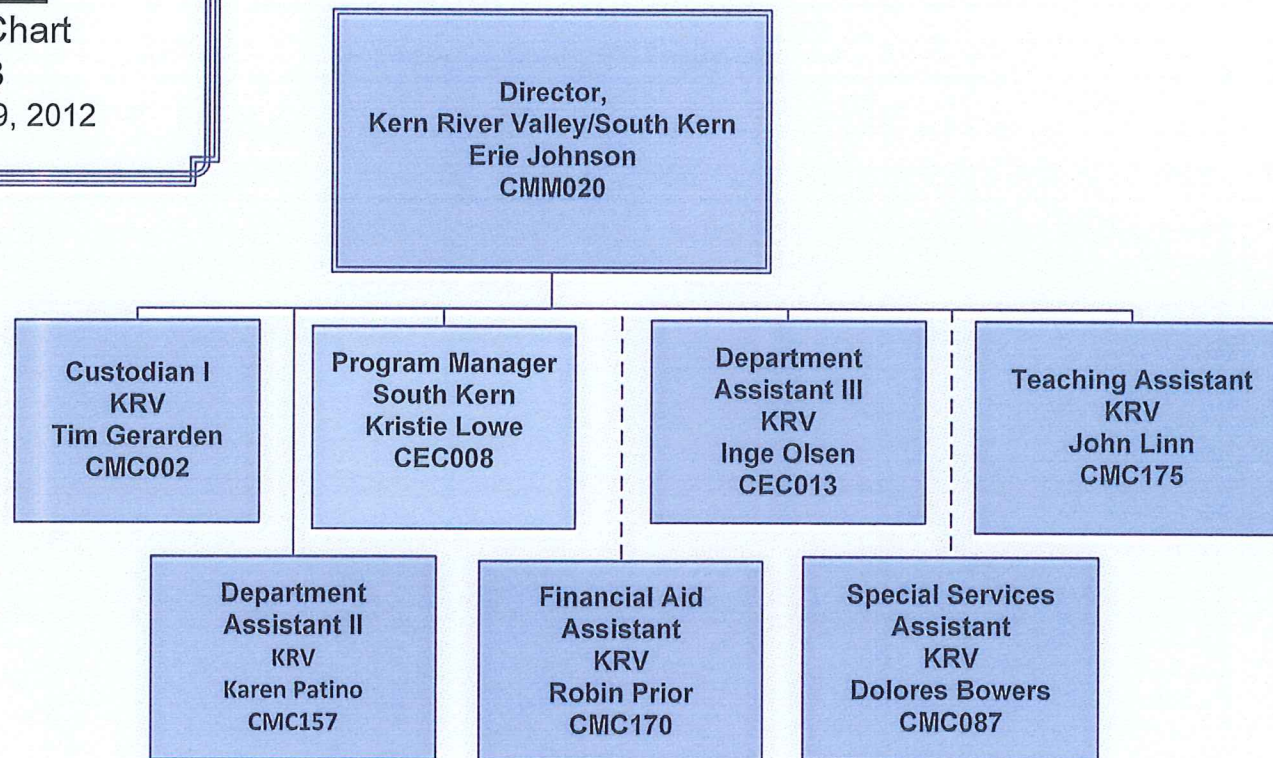 Chart
9, 2012
Director,
Kern River Valley/South Kern
Erie Johnson
CMM020
Custodian I
KRV
Tim Gerarden
CMC002
Program Manager
South Kern
Kristie Lowe
CEC008
Department
Assistant III
KRV
Inge Olsen
CEC013
Teaching Assistant
KRV
John Linn
CMC175
Department
Assistant II
KRV
Karen Patino
CMC157
Financial Aid
Assistant
KRV
Robin Prior
CMC170
Special Services
Assistant
KRV
Dolores Bowers
CMC087